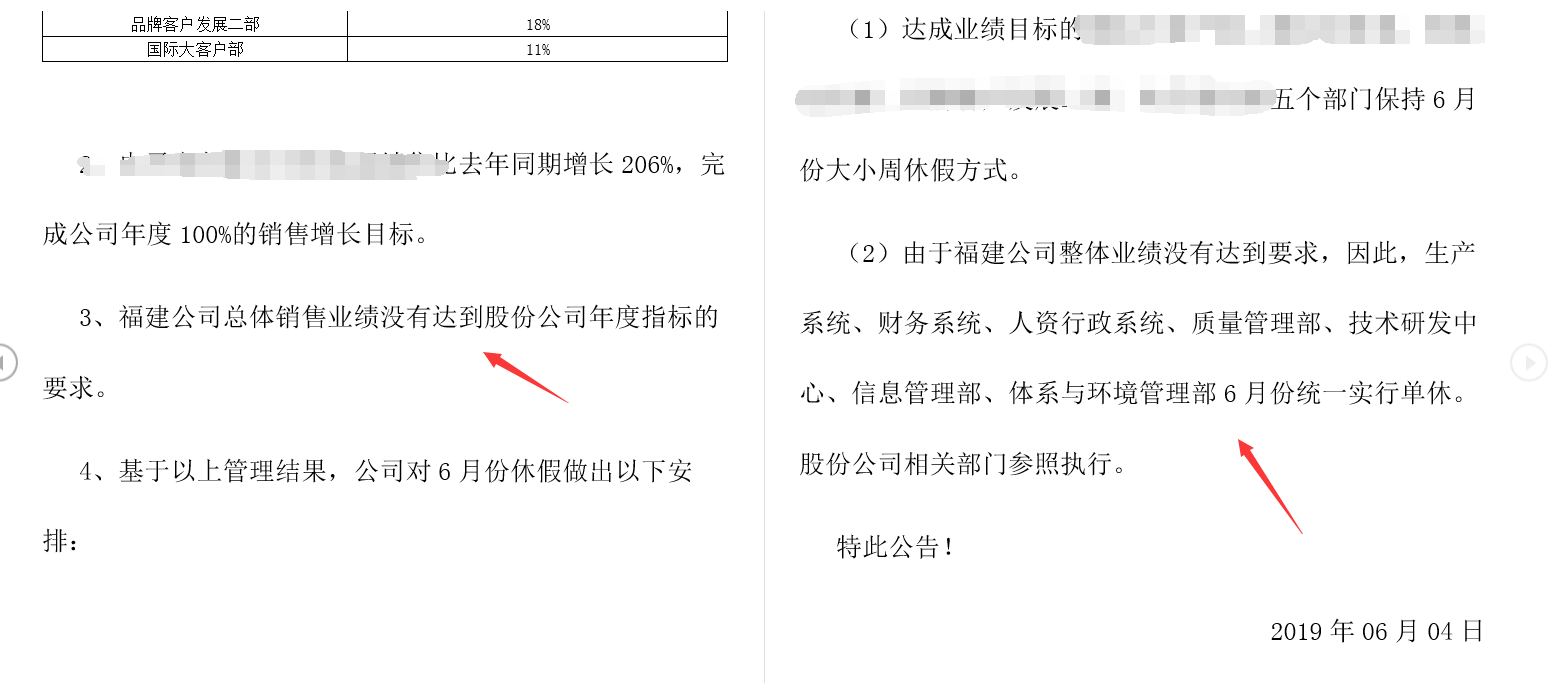 品牌客户发展二部 18%
国际大客户部 11%
比去年同期增长 206%，完
成公司年度 100%的销售增长目标。
3、福建公司总体销售业绩没有达到股份公司年度指标的
要求。
4、基于以上管理结果，公司对 6 月份休假做出以下安
排：
（1）达成业绩目标的
五个部门保持 6 月
份大小周休假方式。
（2）由于福建公司整体业绩没有达到要求，因此，生产
系统、财务系统、人资行政系统、质量管理部、技术研发中
心、信息管理部、体系与环境管理部 6 月份统一实行单休。
股份公司相关部门参照执行。
特此公告！
2019 年 06 月 04 日